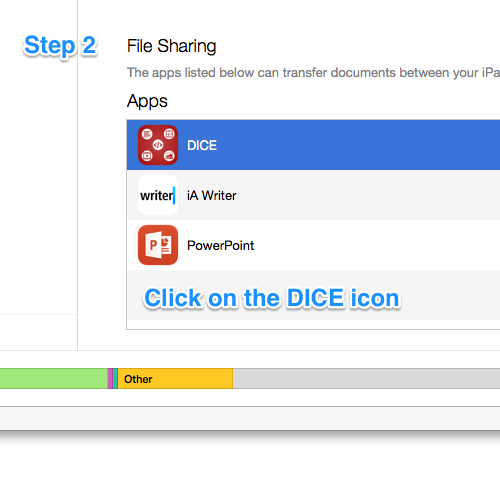 Step 2
File Sharing
The apps listed below can transfer documents between your iPa
Apps
DICE
writer
iA Writer
P
PowerPoint
Click on the DICE icon
Other